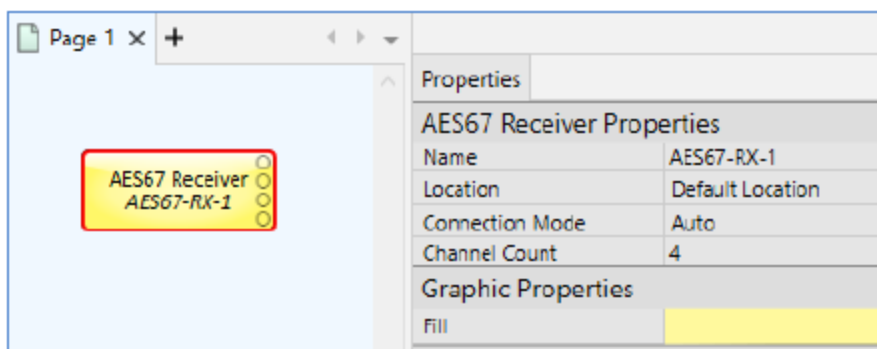 Page 1
Properties
AES67 Receiver Properties
Name AES67-RX-1
Location Default Location
Connection Mode Auto
Channel Count 4
Graphic Properties
Fill
AES67 Receiver
AES67-RX-1